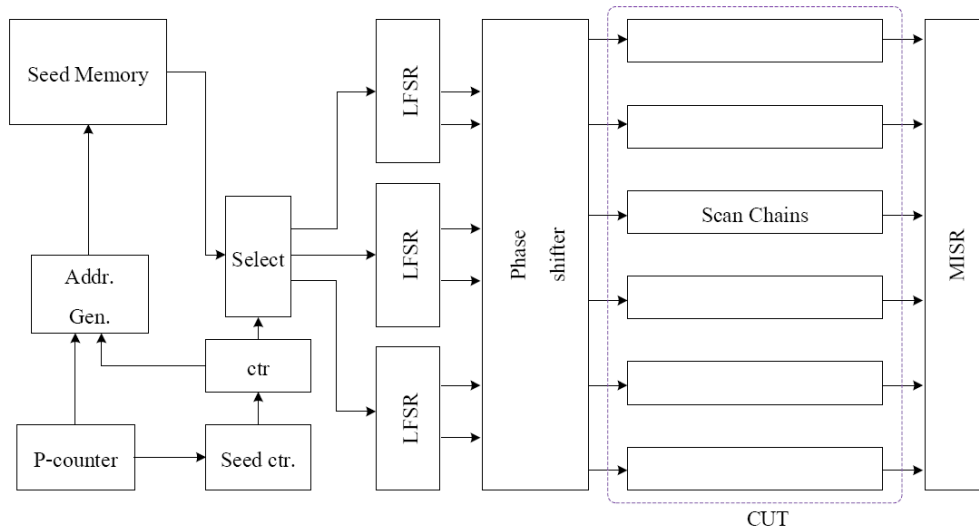 Seed Memory
LFSR
Select
LFSR
LFSR
Addr.
Gen.
ctr
P-counter
Seed ctr.
Phase
shifter
Scan Chains
MISR
CUT